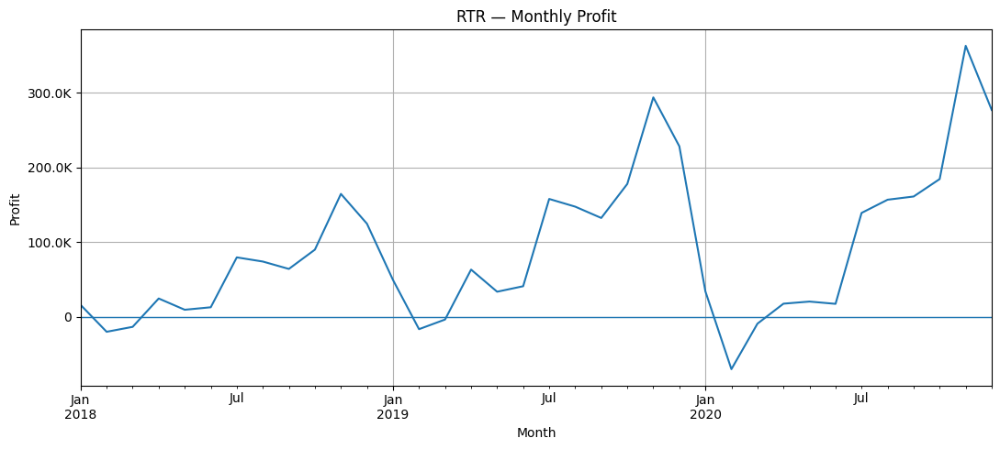 RTR — Monthly Profit
Profit
300.0K
200.0K
100.0K
0
Jan
2018
Jul
Jan
2019
Jul
Jan
2020
Jul
Month